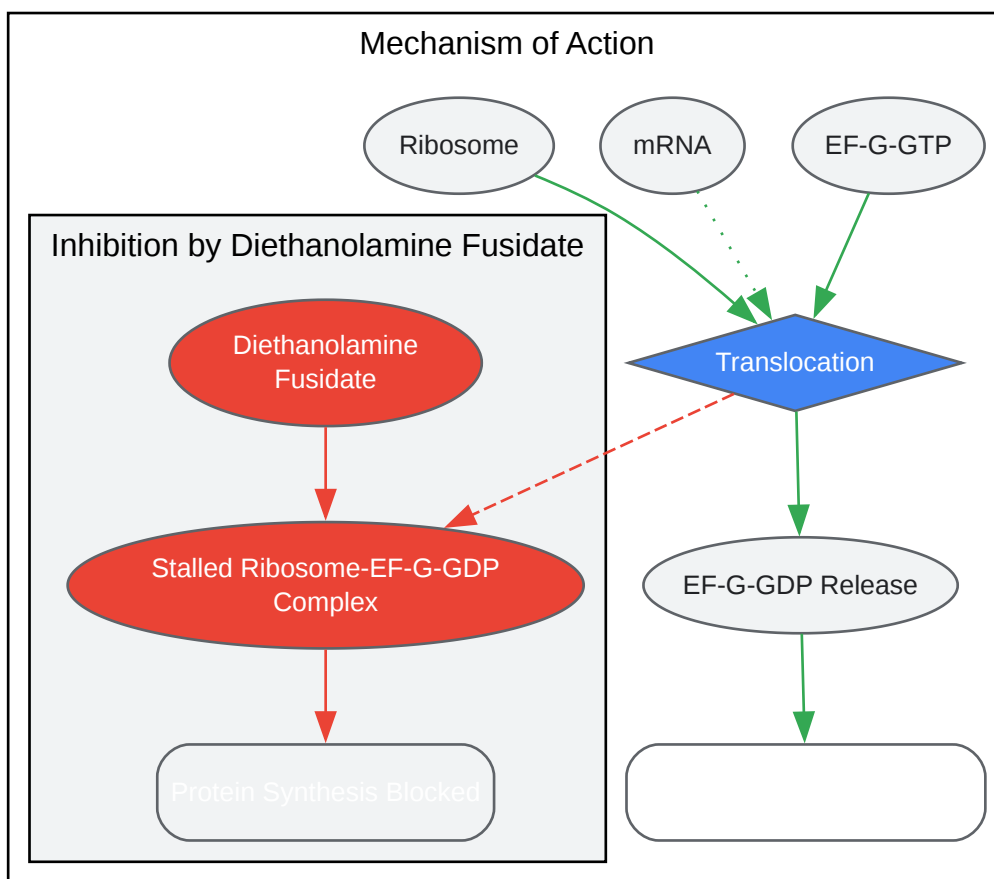 Mechanism of Action
Ribosome
mRNA
EF-G-GTP
Inhibition by Diethanolamine Fusidate
Diethanolamine
Fusidate
Translocation
Stalled Ribosome-EF-G-GDP
Complex
EF-G-GDP Release
Protein Synthesis Blocked